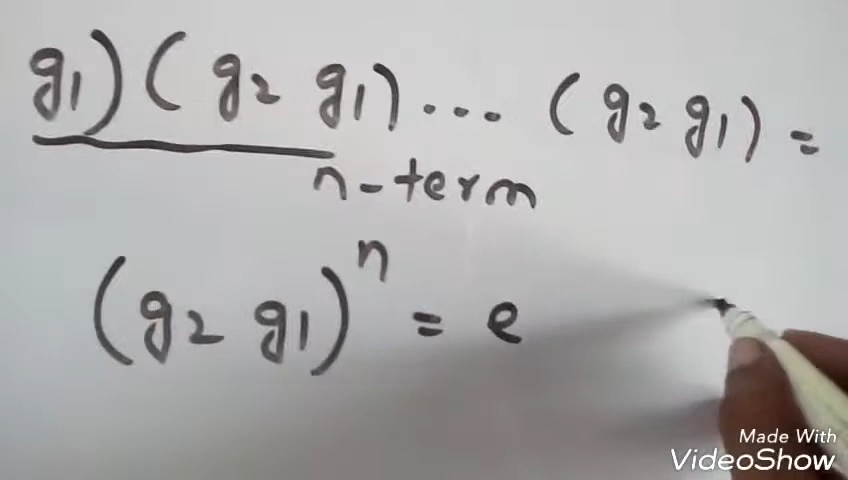 g₁) ( g₂ g₁) ... ( g₂ g₁) =
n-term
(g₂ g₁)ⁿ = e
Made With
VideoShow